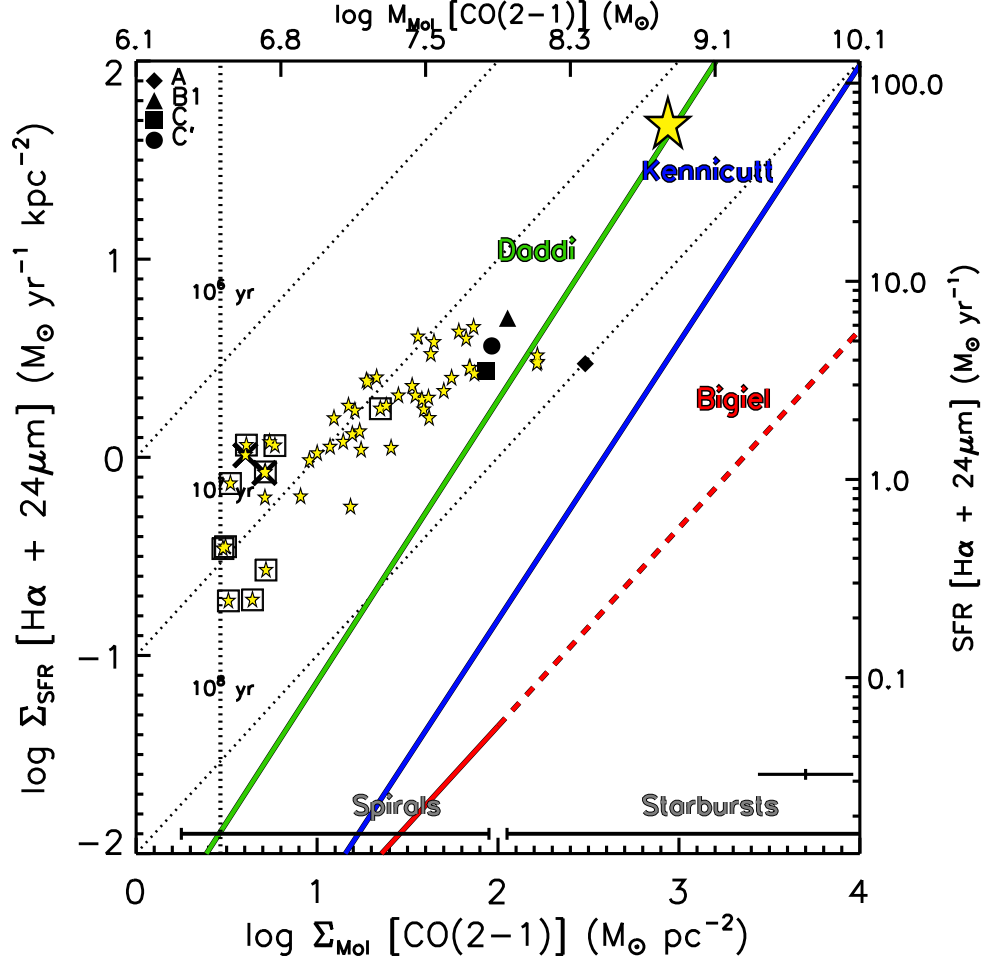 log M_Mol [CO(2−1)] (M⊙)
6.1 6.8 7.5 8.3 9.1 10.1
A
B1
C
C'
2
1
0
−1
−2
log Σ_SFR [Hα + 24μm] (M⊙ yr⁻¹ kpc⁻²)
Kennicutt
Daddi
Bigiel
10⁶ yr
10⁷ yr
10⁸ yr
Spirals
Starbursts
100.0
10.0
1.0
0.1
SFR [Hα + 24μm] (M⊙ yr⁻¹)
0 1 2 3 4
log Σ_Mol [CO(2−1)] (M⊙ pc⁻²)